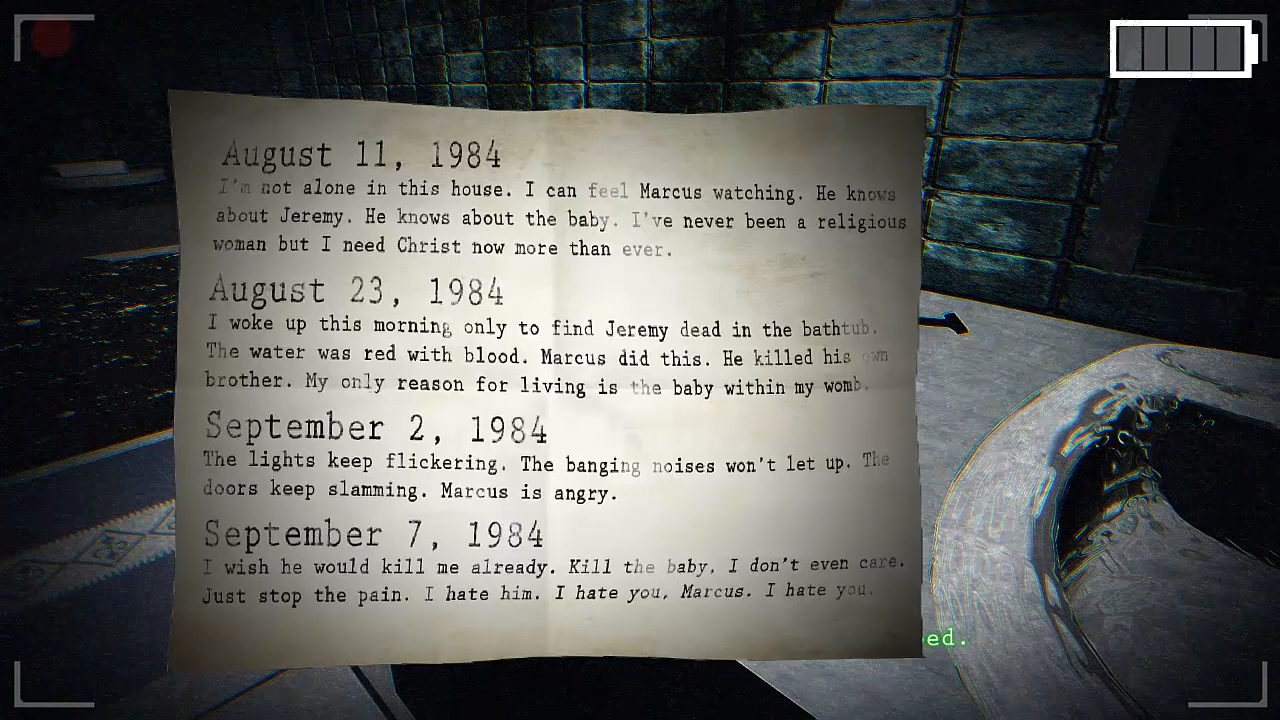 August 11, 1984
I'm not alone in this house. I can feel Marcus watching. He knows
about Jeremy. He knows about the baby. I've never been a religious
woman but I need Christ now more than ever.
August 23, 1984
I woke up this morning only to find Jeremy dead in the bathtub.
The water was red with blood. Marcus did this. He killed his own
brother. My only reason for living is the baby within my womb.
September 2, 1984
The lights keep flickering. The banging noises won't let up. The
doors keep slamming. Marcus is angry.
September 7, 1984
I wish he would kill me already. Kill the baby, I don't even care.
Just stop the pain. I hate him. I hate you, Marcus. I hate you.